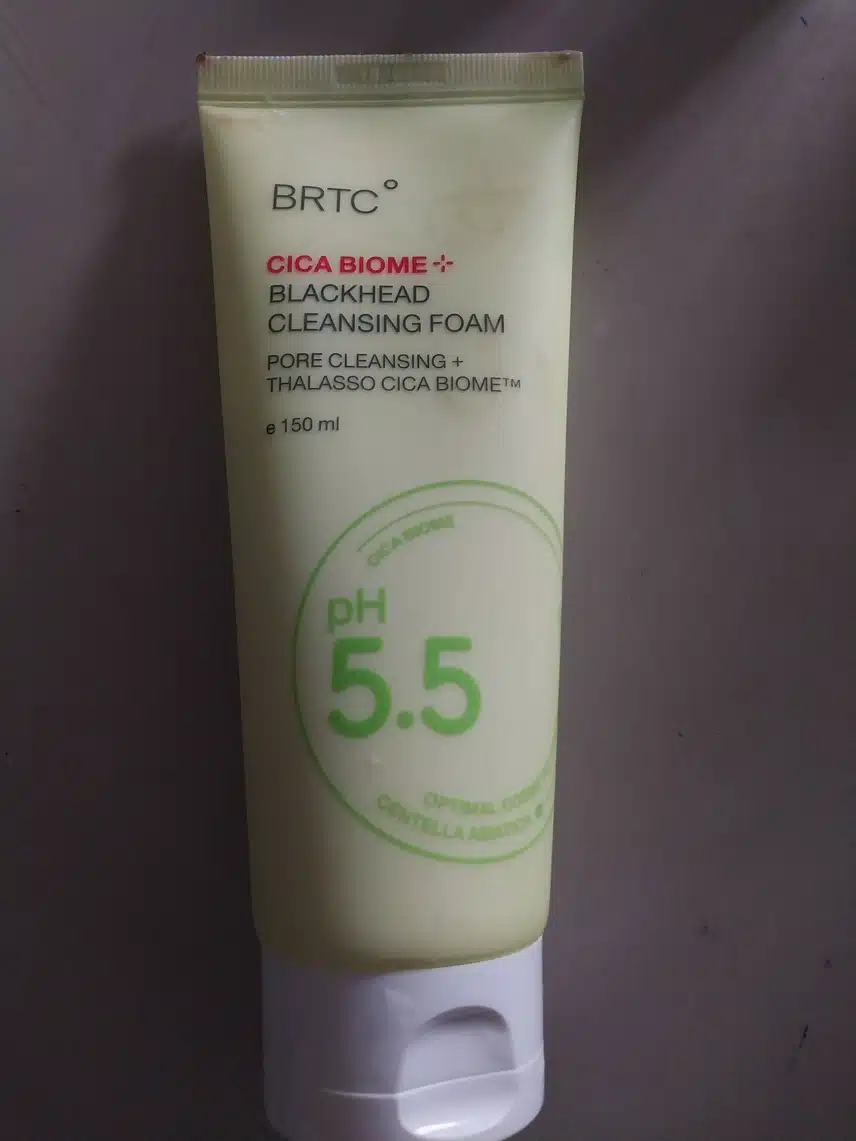 BRTC°
CICA BIOME +
BLACKHEAD
CLEANSING FOAM
PORE CLEANSING +
THALASSO CICA BIOME™
e 150 ml
CICA BIOME
pH
5.5
OPTIMAL
CENTELLA ASIATICA